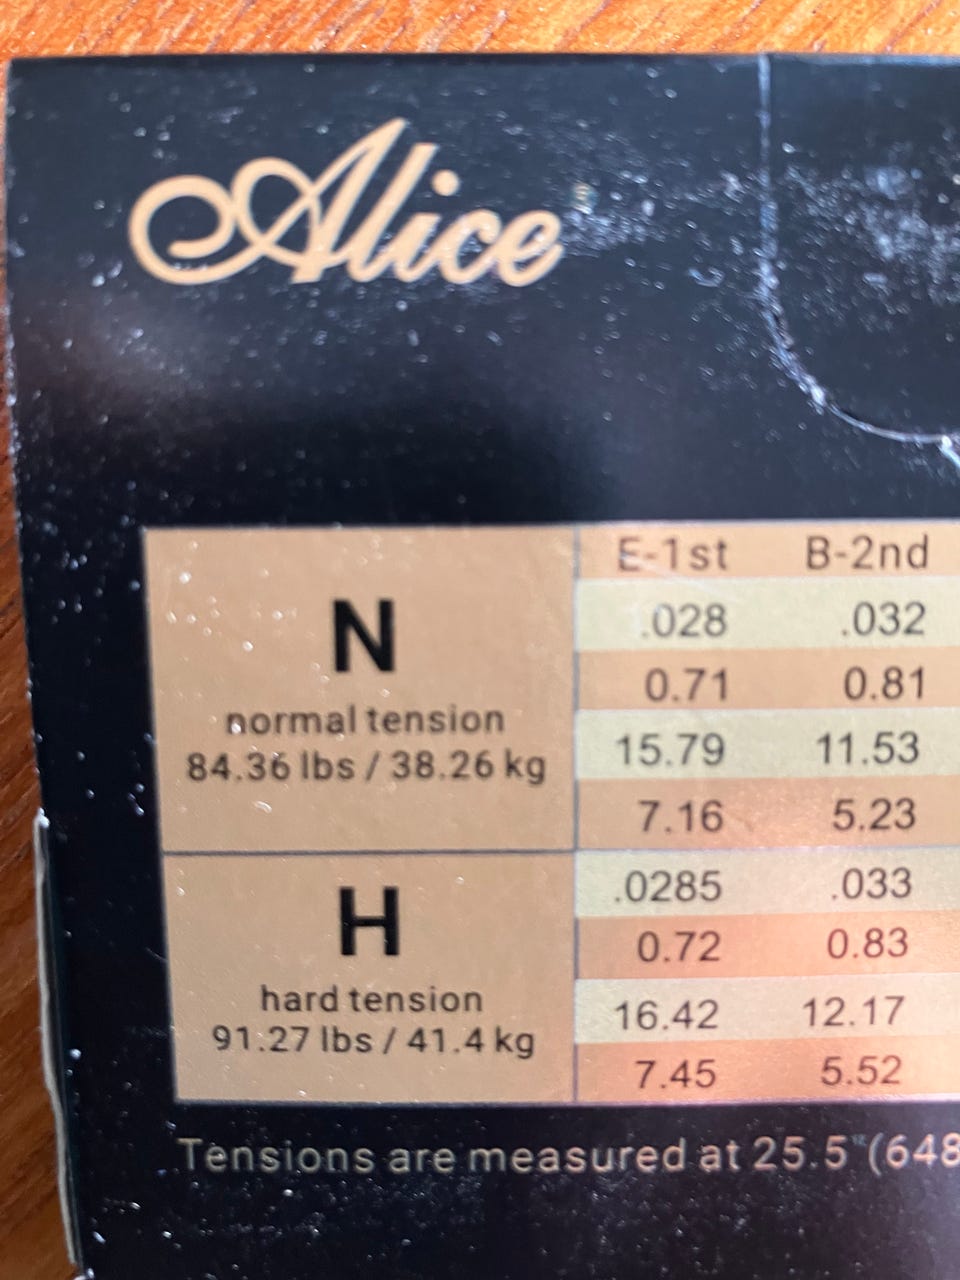 Alice
E-1st B-2nd
N
normal tension
84.36 lbs / 38.26 kg
.028 .032
0.71 0.81
15.79 11.53
7.16 5.23
H
hard tension
91.27 lbs / 41.4 kg
.0285 .033
0.72 0.83
16.42 12.17
7.45 5.52
Tensions are measured at 25.5" (648